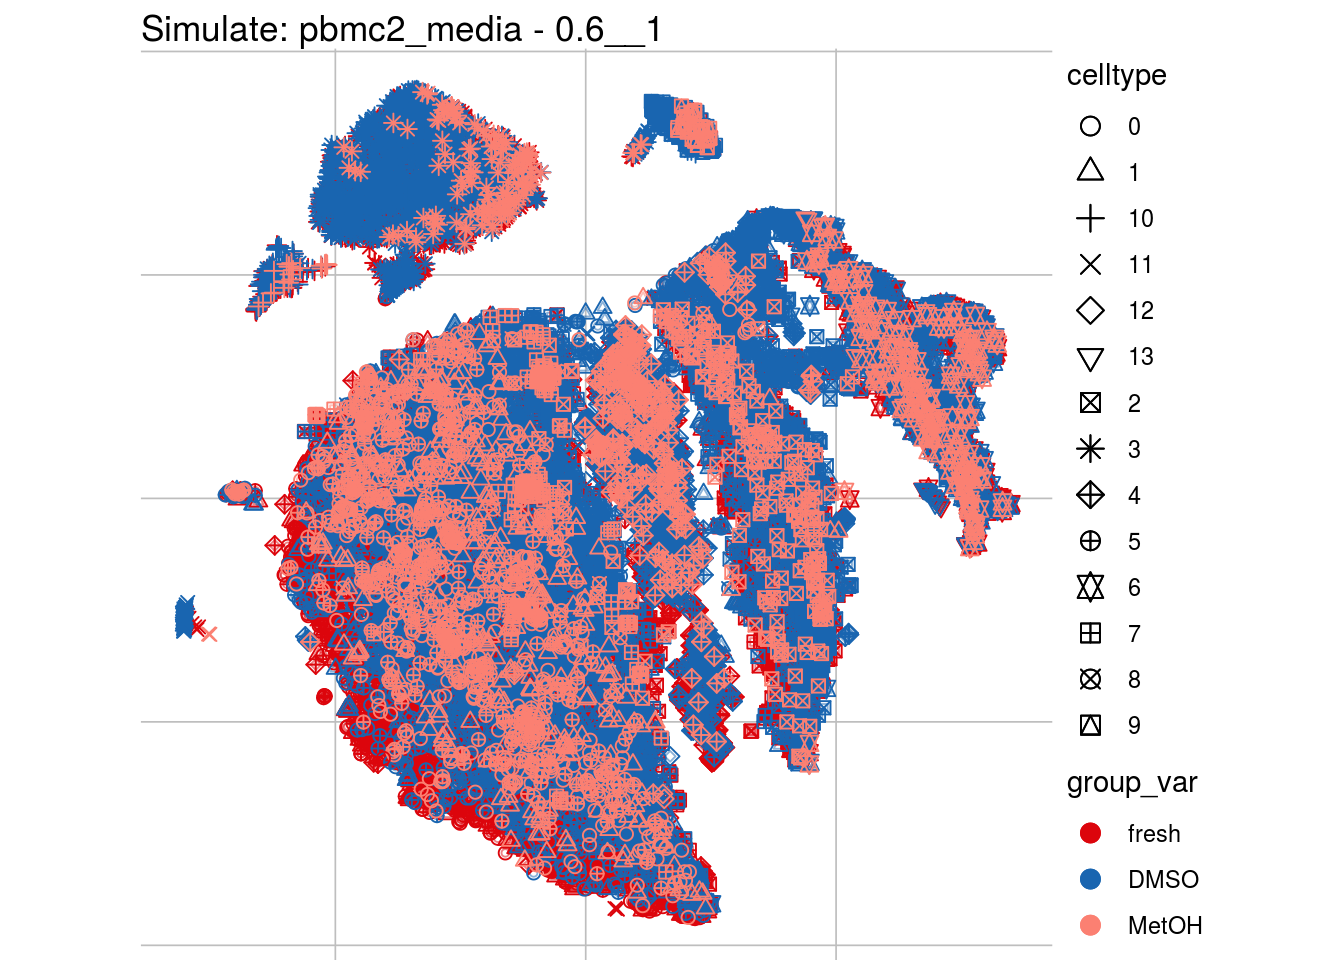 Simulate: pbmc2_media - 0.6__1
celltype
0
1
10
11
12
13
2
3
4
5
6
7
8
9
group_var
fresh
DMSO
MetOH